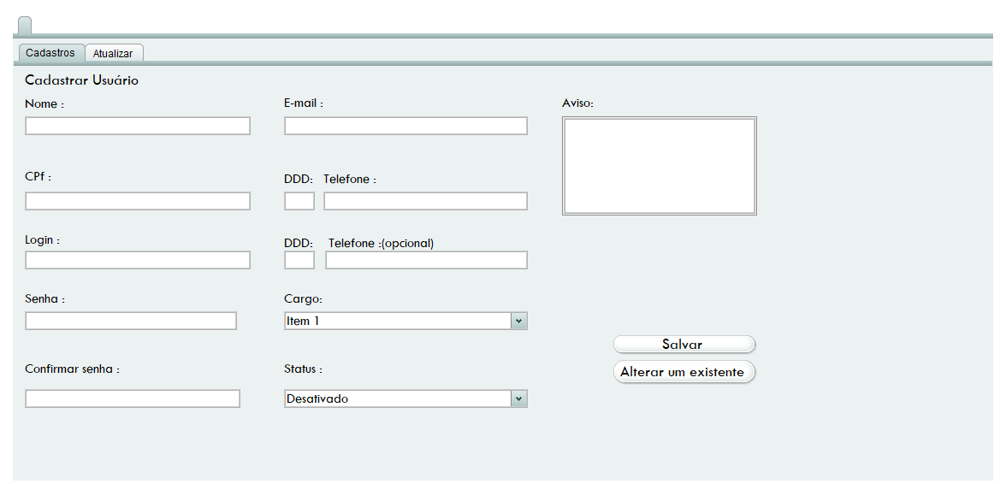 Cadastros Atualizar
Cadastrar Usuário
Nome : E-mail : Aviso:
CPf : DDD: Telefone :
Login : DDD: Telefone :(opcional)
Senha : Cargo:
Item 1
Salvar
Confirmar senha : Status : Alterar um existente
Desativado